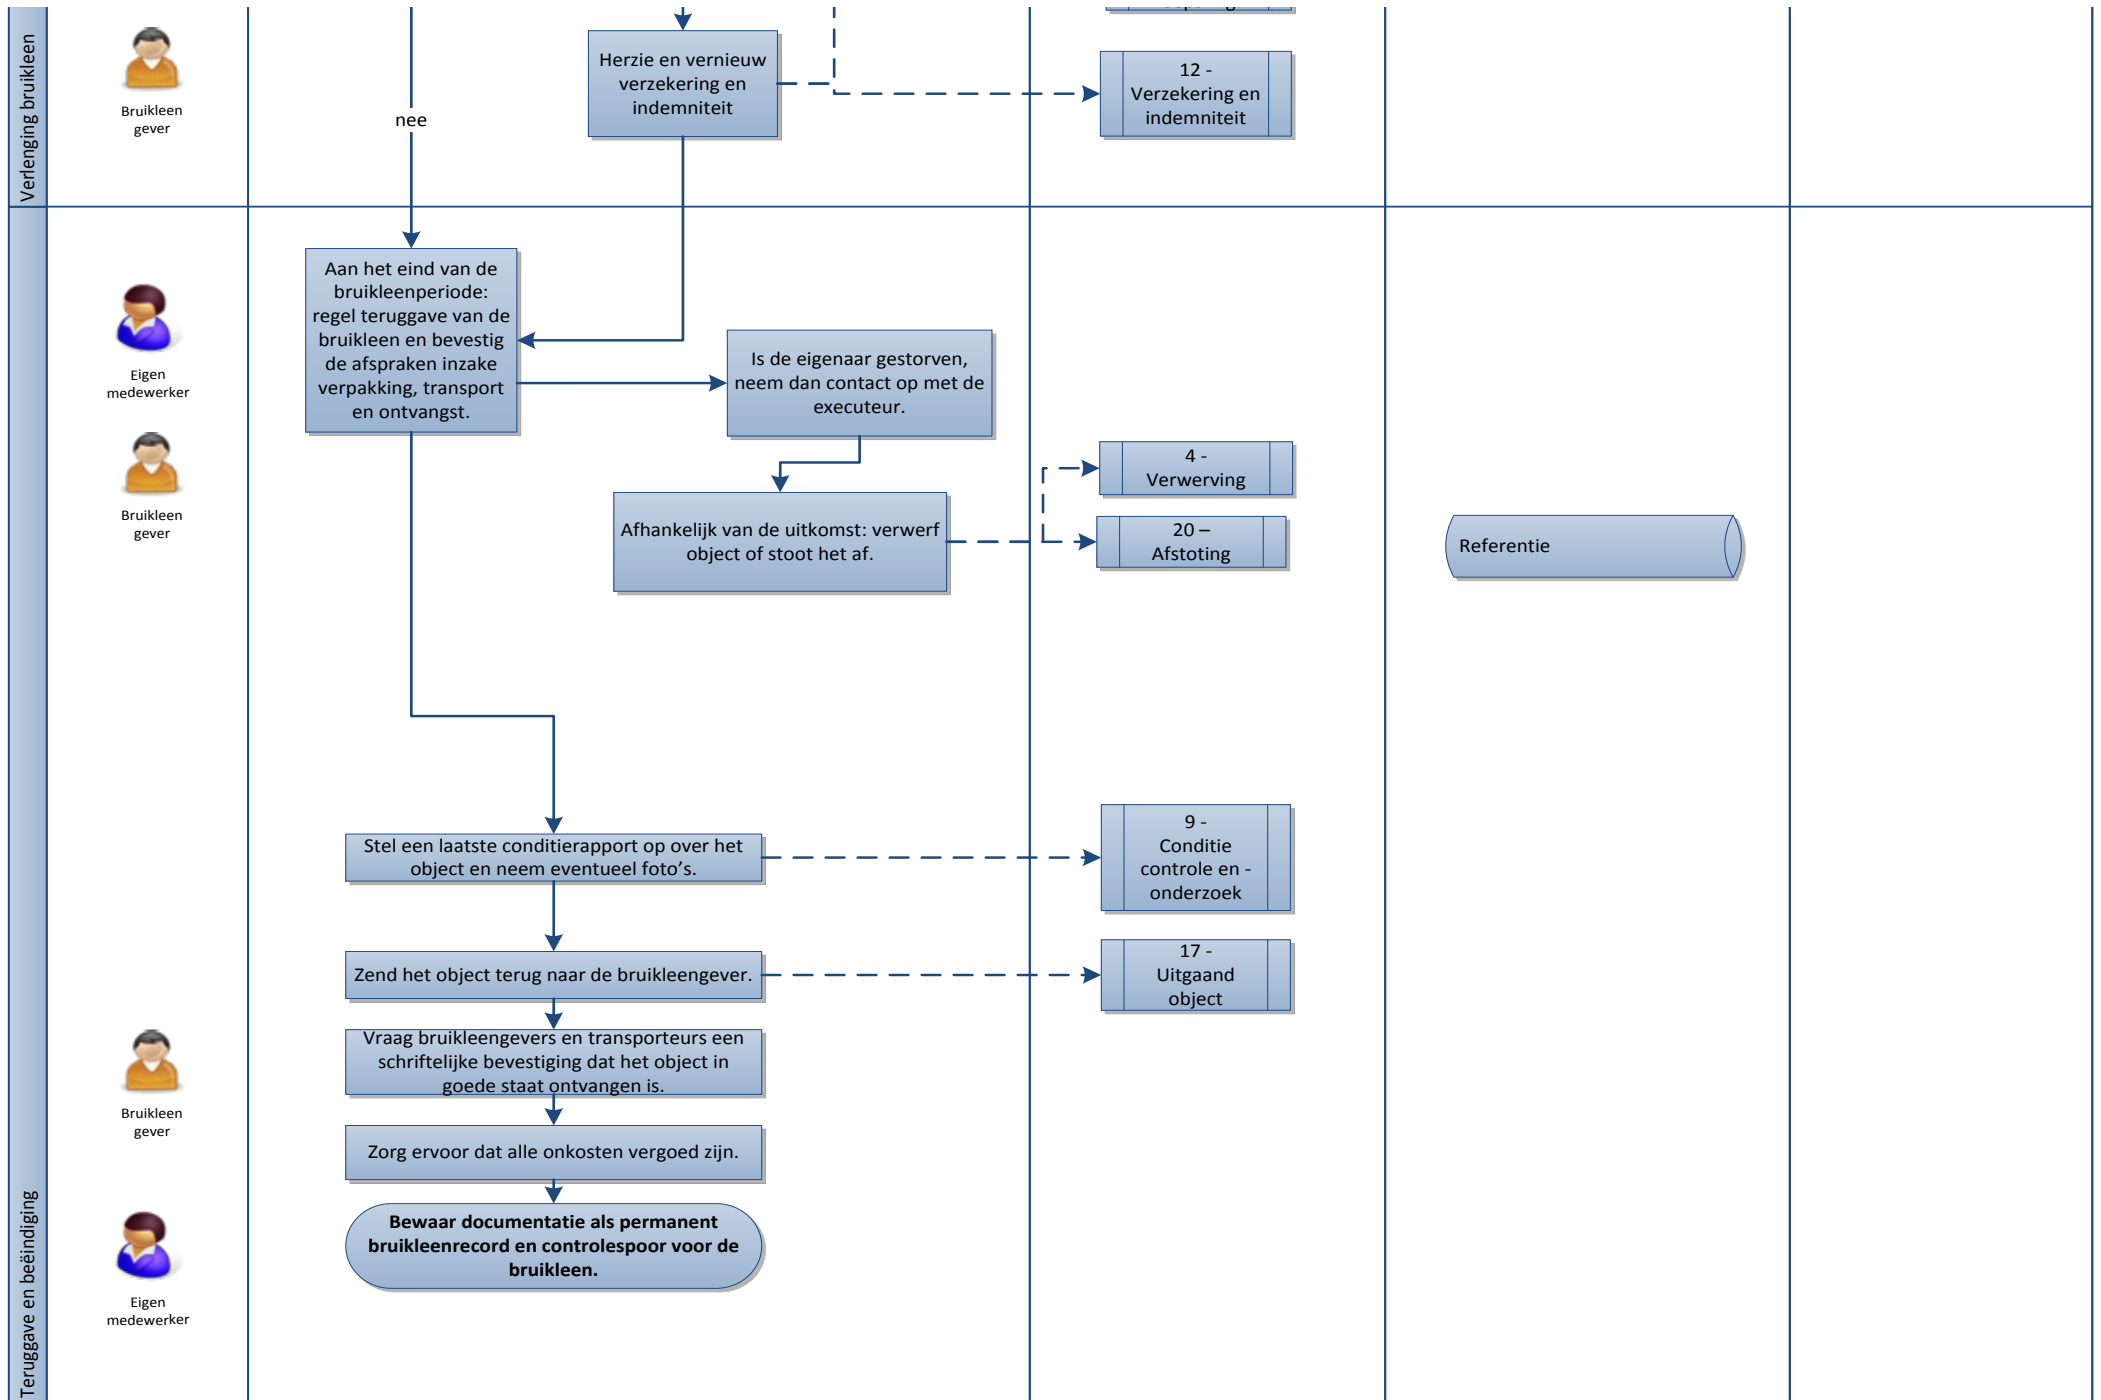 Verlenging bruikleen
Bruikleen
gever
nee
Herzie en vernieuw
verzekering en
indemniteit
12 -
Verzekering en
indemniteit
Teruggave en beëindiging
Eigen
medewerker
Bruikleen
gever
Aan het eind van de
bruikleenperiode:
regel teruggave van de
bruikleen en bevestig
de afspraken inzake
verpakking, transport
en ontvangst.
Is de eigenaar gestorven,
neem dan contact op met de
executeur.
Afhankelijk van de uitkomst: verwerf
object of stoot het af.
4 -
Verwerving
20 –
Afstoting
Referentie
Stel een laatste conditierapport op over het
object en neem eventueel foto’s.
9 -
Conditie
controle en -
onderzoek
Zend het object terug naar de bruikleengever.
17 -
Uitgaand
object
Bruikleen
gever
Vraag bruikleengevers en transporteurs een
schriftelijke bevestiging dat het object in
goede staat ontvangen is.
Zorg ervoor dat alle onkosten vergoed zijn.
Eigen
medewerker
Bewaar documentatie als permanent
bruikleenrecord en controlespoor voor de
bruikleen.